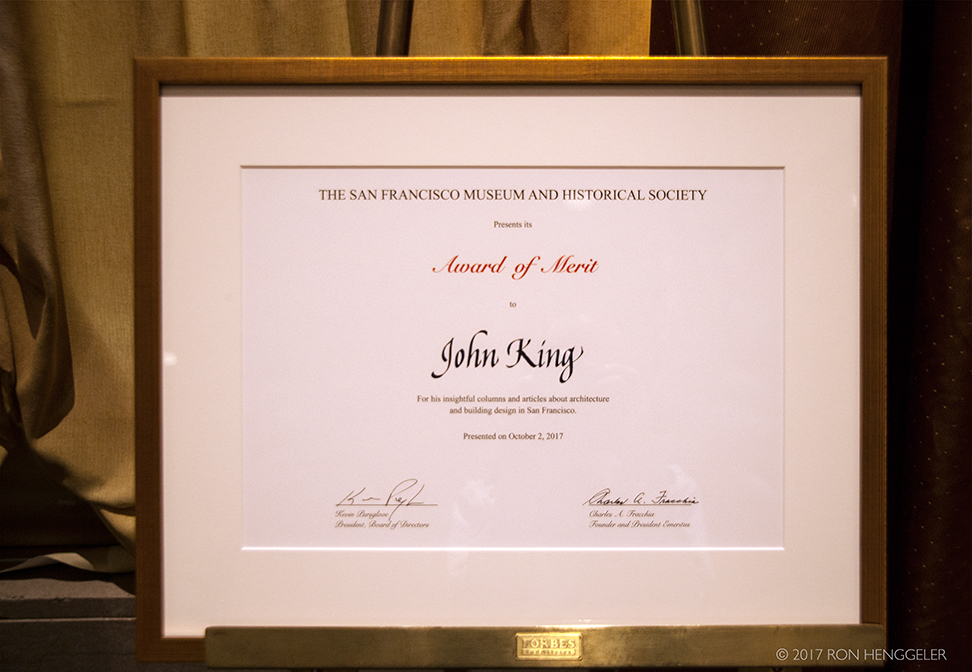 THE SAN FRANCISCO MUSEUM AND HISTORICAL SOCIETY
Presents its
Award of Merit
to
John King
For his insightful columns and articles about architecture
and building design in San Francisco.
Presented on October 2, 2017
Charles A. Fracchia
Kevin Pursglove
President, Board of Directors
Charles A. Fracchia
Founder and President Emeritus
FORBES
© 2017 RON HENGGELER